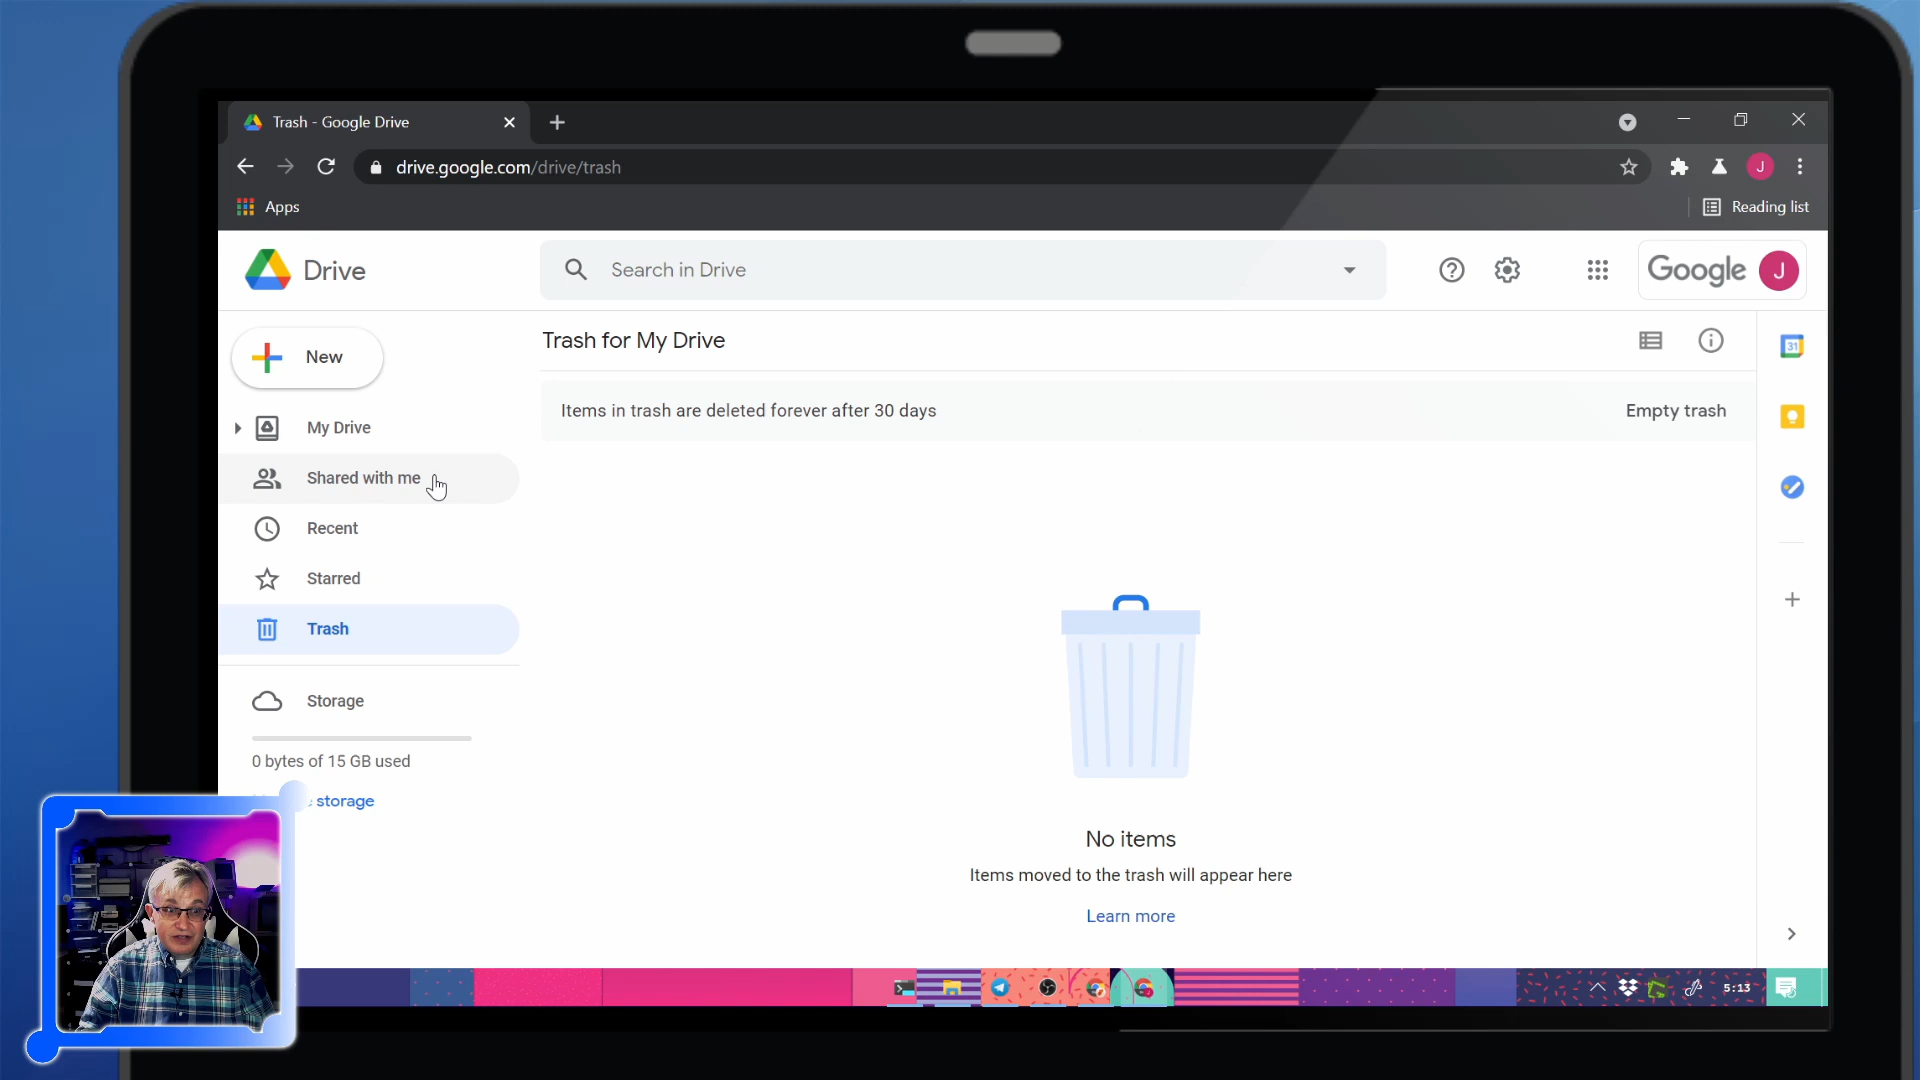 Trash - Google Drive
drive.google.com/drive/trash
J
Apps
Reading list
Drive
Search in Drive
Google J
New
Trash for My Drive
Items in trash are deleted forever after 30 days
Empty trash
My Drive
Shared with me
Recent
Starred
Trash
Storage
0 bytes of 15 GB used
storage
31
No items
Items moved to the trash will appear here
Learn more
5:13